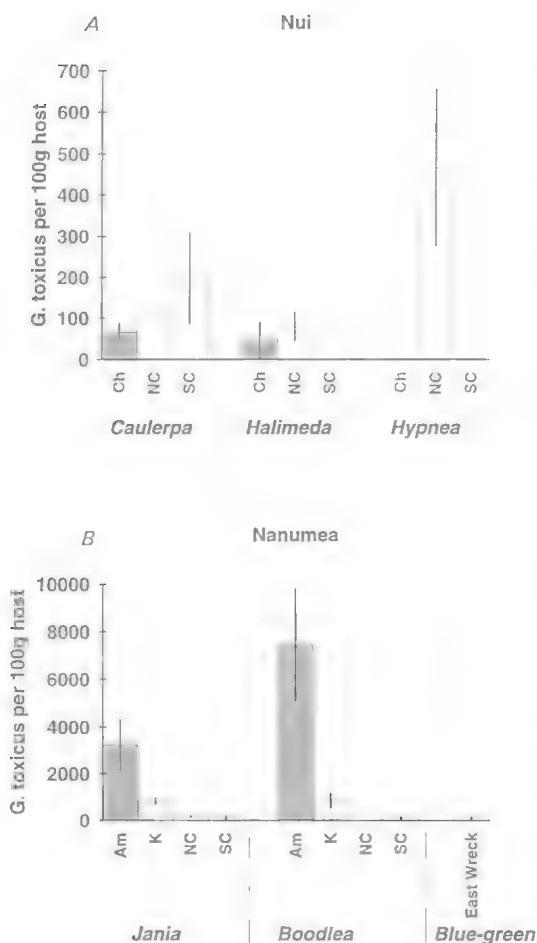 A Nui
G. toxicus per 100g host
700
600
500
400
300
200
100
0
Ch NC SC Ch NC SC Ch NC SC
Caulerpa Halimeda Hypnea
B Nanumea
G. toxicus per 100g host
10000
8000
6000
4000
2000
0
Am K NC SC Am K NC SC East Wreck
Jania Boodlea Blue-green